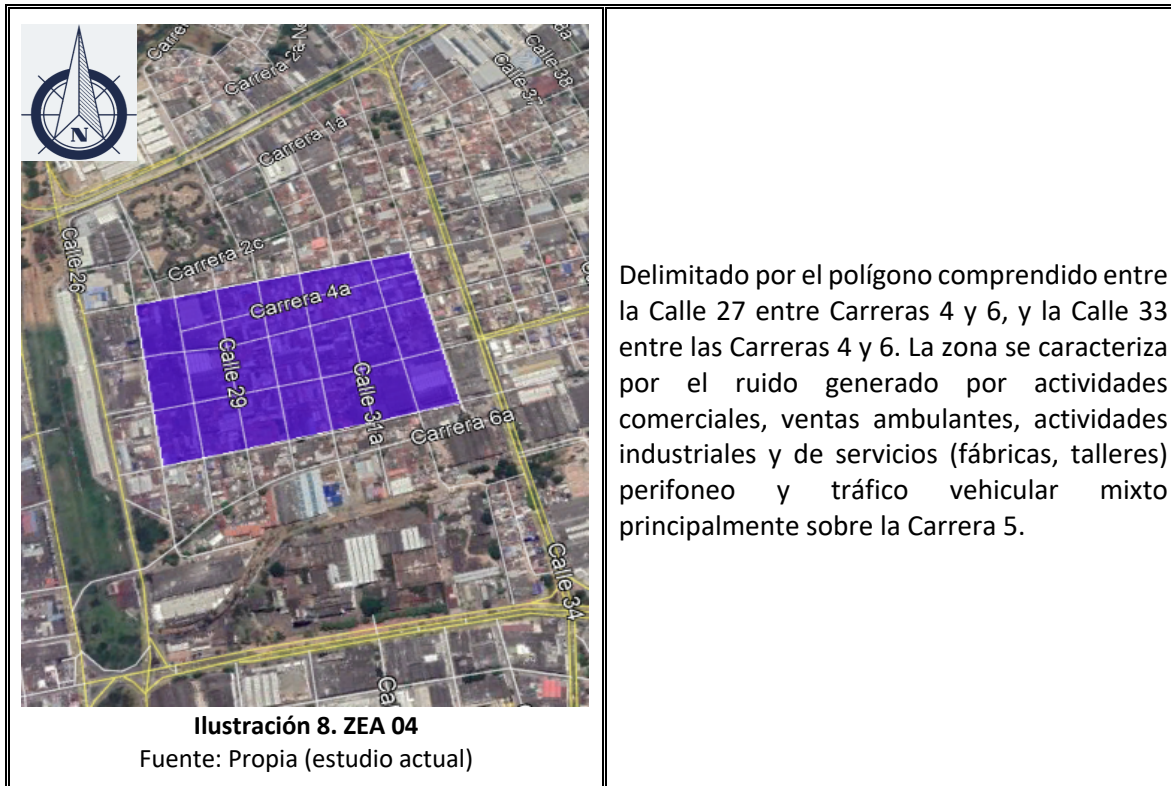 Carrera 2a N
Carrera 1a
Calle 37
Calle 38
N
Carrera 2c
Calle 26
Carrera 4a
Calle 29
Calle 31a
Carrera 6a
Calle 34
Ilustración 8. ZEA 04
Fuente: Propia (estudio actual)
Delimitado por el polígono comprendido entre
la Calle 27 entre Carreras 4 y 6, y la Calle 33
entre las Carreras 4 y 6. La zona se caracteriza
por el ruido generado por actividades
comerciales, ventas ambulantes, actividades
industriales y de servicios (fábricas, talleres)
perifoneo y tráfico vehicular mixto
principalmente sobre la Carrera 5.